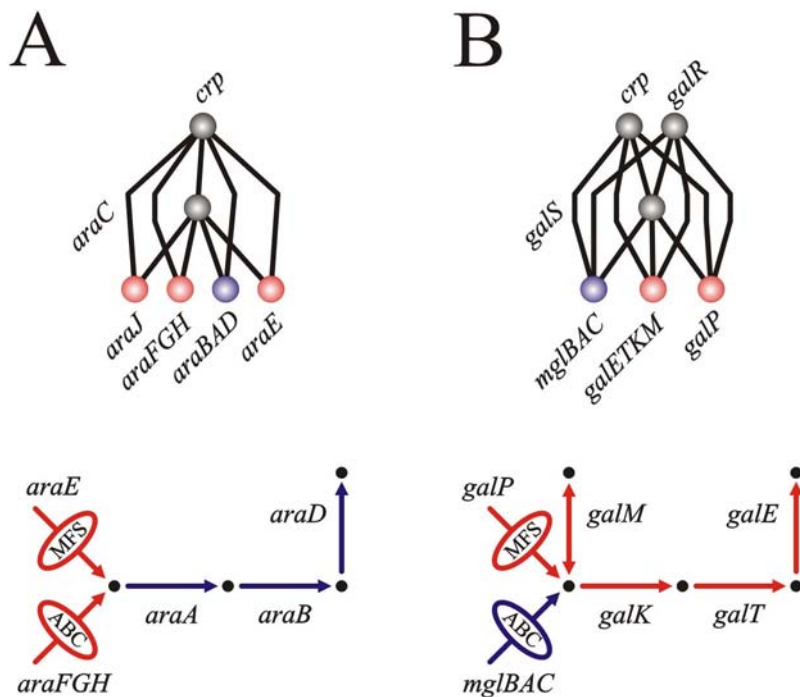 A
crp
araC
araJ
araFGH
araBAD
araE
B
crp
galR
galS
mglBAC
galETKM
galP
araE
MFS
araD
araA
araB
ABC
araFGH
galP
MFS
galM
galE
galK
galT
ABC
mglBAC